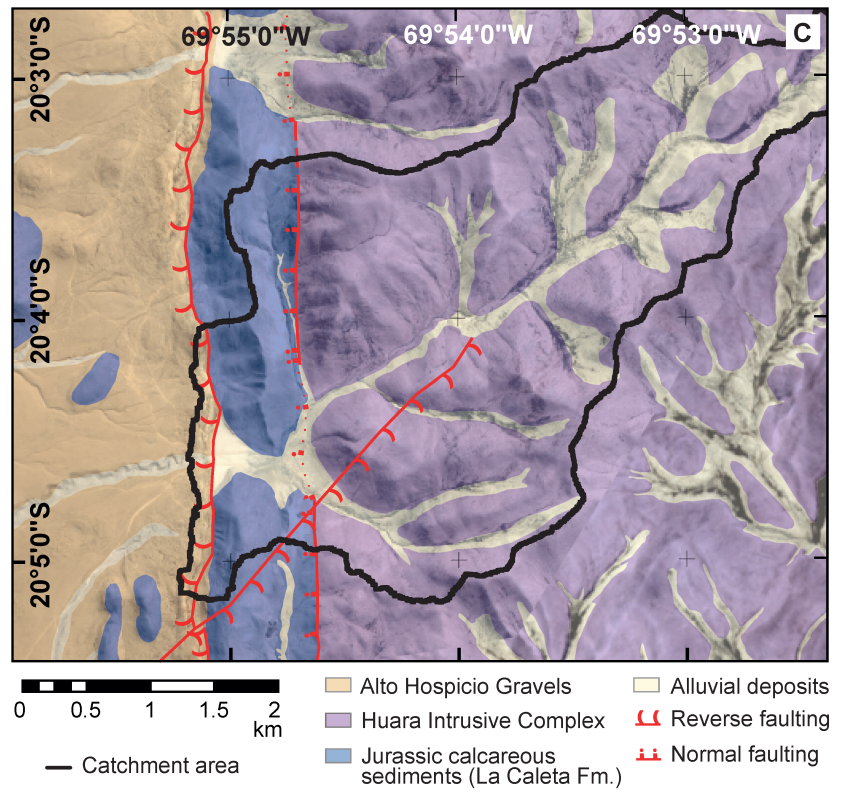 69°55'0"W 69°54'0"W 69°53'0"W C
20°3'0"S
20°4'0"S
20°5'0"S
0 0.5 1 1.5 2
km
Catchment area
Alto Hospicio Gravels
Huara Intrusive Complex
Jurassic calcareous
sediments (La Caleta Fm.)
Alluvial deposits
Reverse faulting
Normal faulting